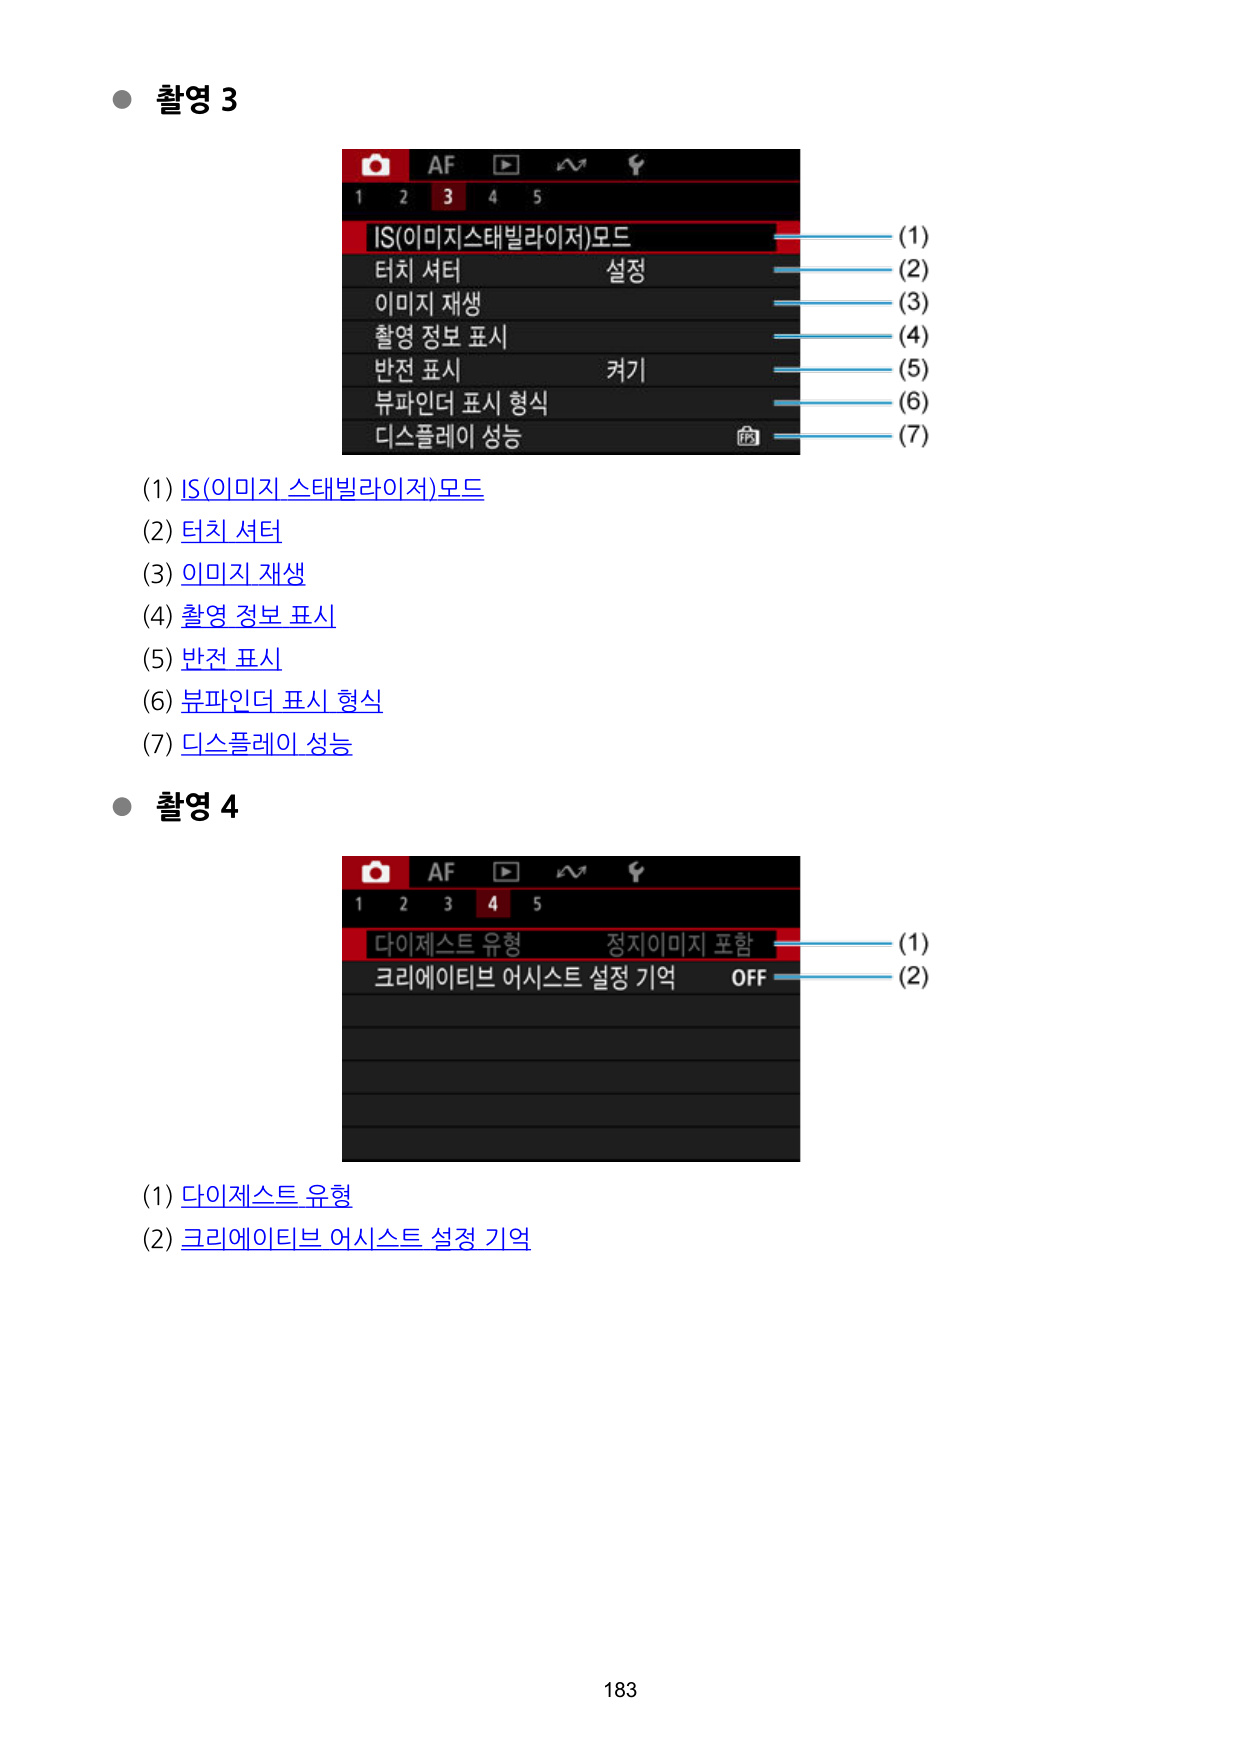 촬영 3
AF
1 2 3 4 5
IS(이미지스태빌라이저)모드 (1)
터치 셔터 설정 (2)
이미지 재생 (3)
촬영 정보 표시 (4)
반전 표시 켜기 (5)
뷰파인더 표시 형식 (6)
디스플레이 성능 FPS (7)
(1) IS(이미지 스태빌라이저)모드
(2) 터치 셔터
(3) 이미지 재생
(4) 촬영 정보 표시
(5) 반전 표시
(6) 뷰파인더 표시 형식
(7) 디스플레이 성능
촬영 4
AF
1 2 3 4 5
다이제스트 유형 정지이미지 포함 (1)
크리에이티브 어시스트 설정 기억 OFF (2)
(1) 다이제스트 유형
(2) 크리에이티브 어시스트 설정 기억
183